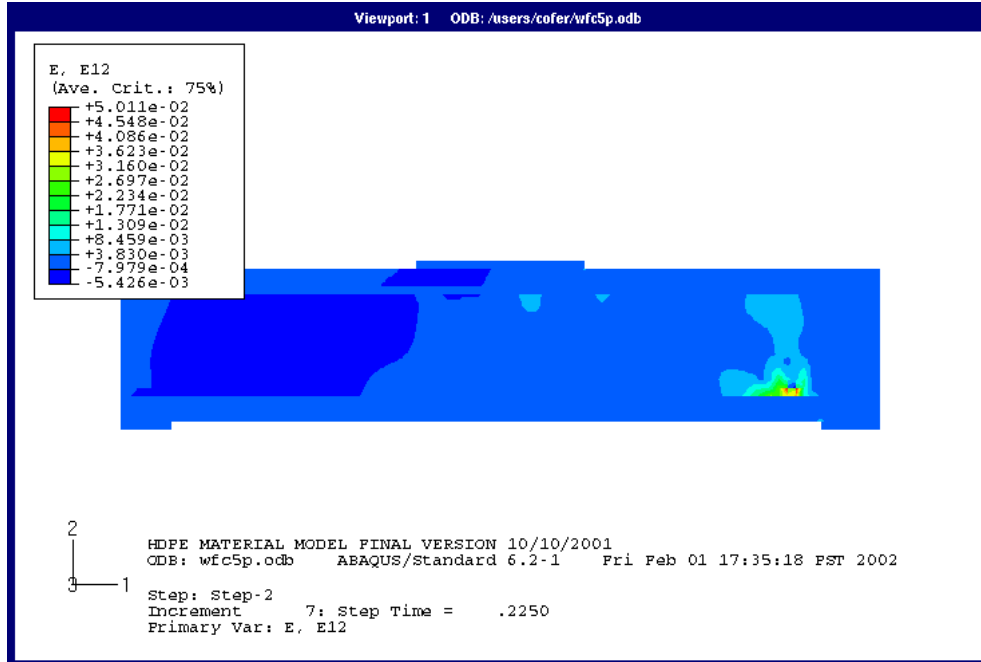 Viewport: 1 ODB: /users/cofer/wfc5p.odb
E, E12
(Ave. Crit.: 75%)
+5.011e-02
+4.548e-02
+4.086e-02
+3.623e-02
+3.160e-02
+2.697e-02
+2.234e-02
+1.771e-02
+1.309e-02
+8.459e-03
+3.830e-03
-7.979e-04
-5.426e-03
2
3 1
HDPE MATERIAL MODEL FINAL VERSION 10/10/2001
ODB: wfc5p.odb ABAQUS/Standard 6.2-1 Fri Feb 01 17:35:18 PST 2002
Step: Step-2
Increment 7: Step Time = .2250
Primary Var: E, E12